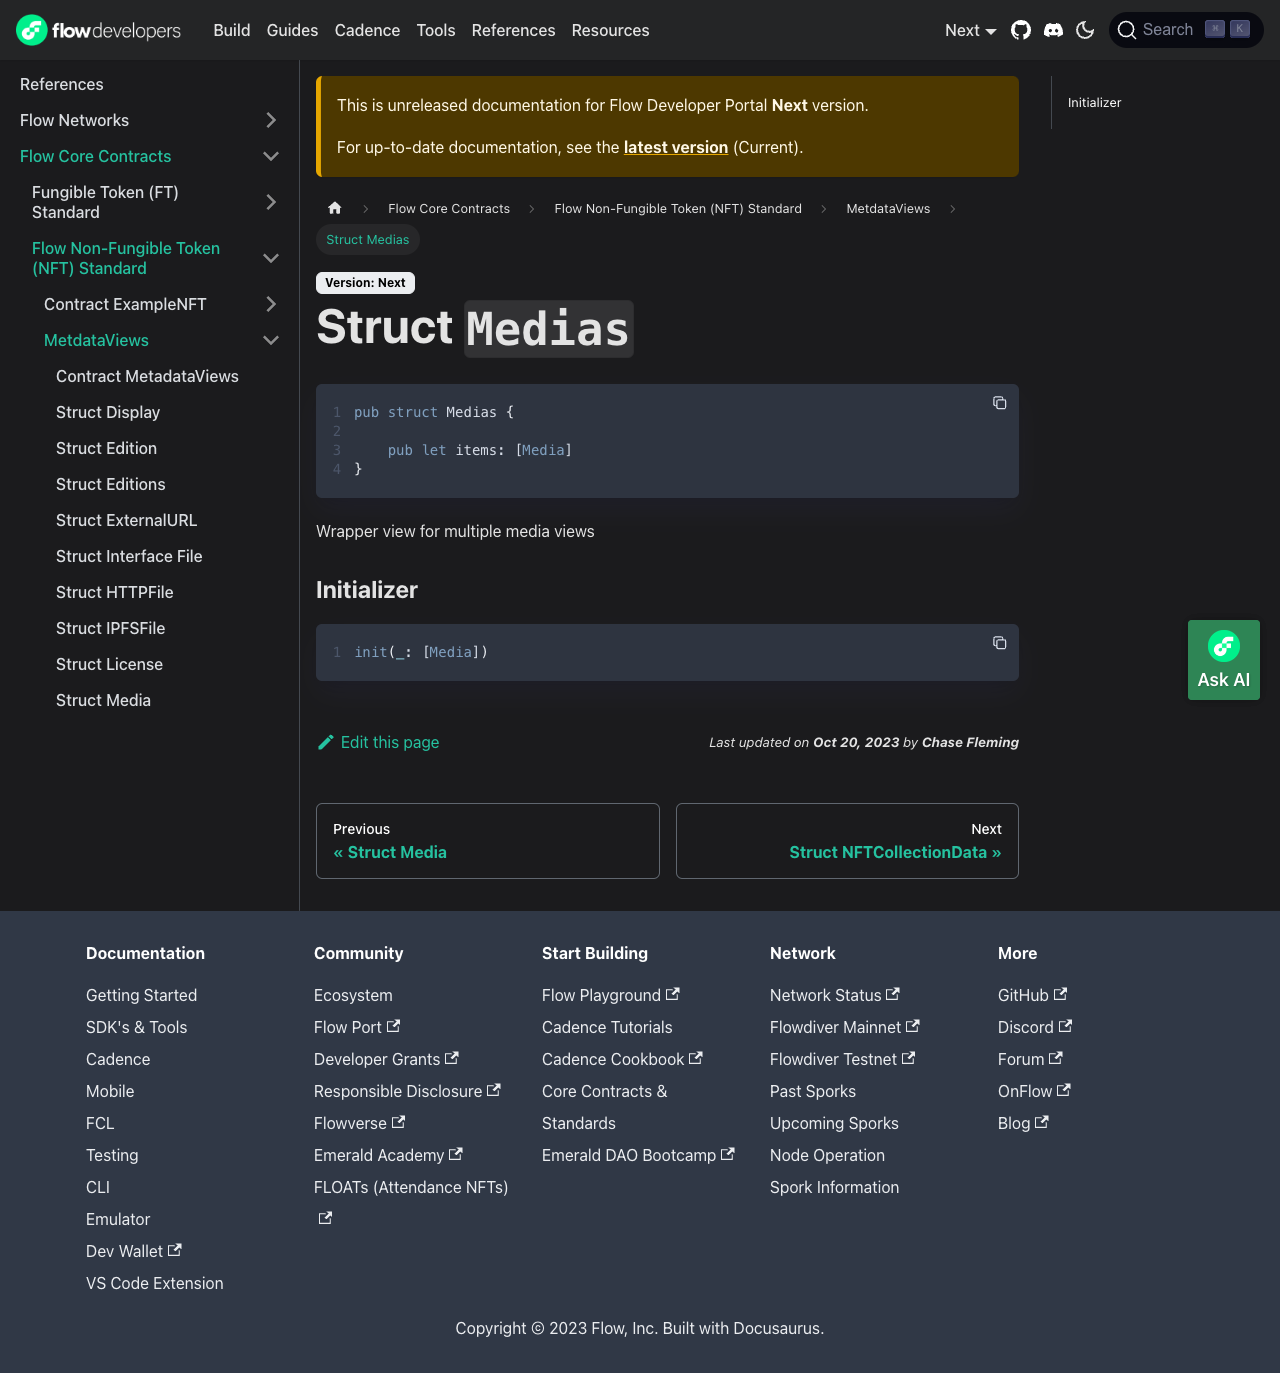 flowdevelopers
Build Guides Cadence Tools References Resources
Next
Search ⌘ K
References
Flow Networks
Flow Core Contracts
Fungible Token (FT)
Standard
Flow Non-Fungible Token
(NFT) Standard
Contract ExampleNFT
MetdataViews
Contract MetadataViews
Struct Display
Struct Edition
Struct Editions
Struct ExternalURL
Struct Interface File
Struct HTTPFile
Struct IPFSFile
Struct License
Struct Media
This is unreleased documentation for Flow Developer Portal Next version.
For up-to-date documentation, see the latest version (Current).
Flow Core Contracts > Flow Non-Fungible Token (NFT) Standard > MetdataViews >
Struct Medias
Version: Next
Struct Medias
1 pub struct Medias {
2
3     pub let items: [Media]
4 }
Wrapper view for multiple media views
Initializer
1 init(_: [Media])
Edit this page
Last updated on Oct 20, 2023 by Chase Fleming
Previous
« Struct Media
Next
Struct NFTCollectionData »
Initializer
Ask AI
Documentation
Getting Started
SDK's & Tools
Cadence
Mobile
FCL
Testing
CLI
Emulator
Dev Wallet
VS Code Extension
Community
Ecosystem
Flow Port
Developer Grants
Responsible Disclosure
Flowverse
Emerald Academy
FLOATs (Attendance NFTs)
Start Building
Flow Playground
Cadence Tutorials
Cadence Cookbook
Core Contracts &
Standards
Emerald DAO Bootcamp
Network
Network Status
Flowdiver Mainnet
Flowdiver Testnet
Past Sporks
Upcoming Sporks
Node Operation
Spork Information
More
GitHub
Discord
Forum
OnFlow
Blog
Copyright © 2023 Flow, Inc. Built with Docusaurus.